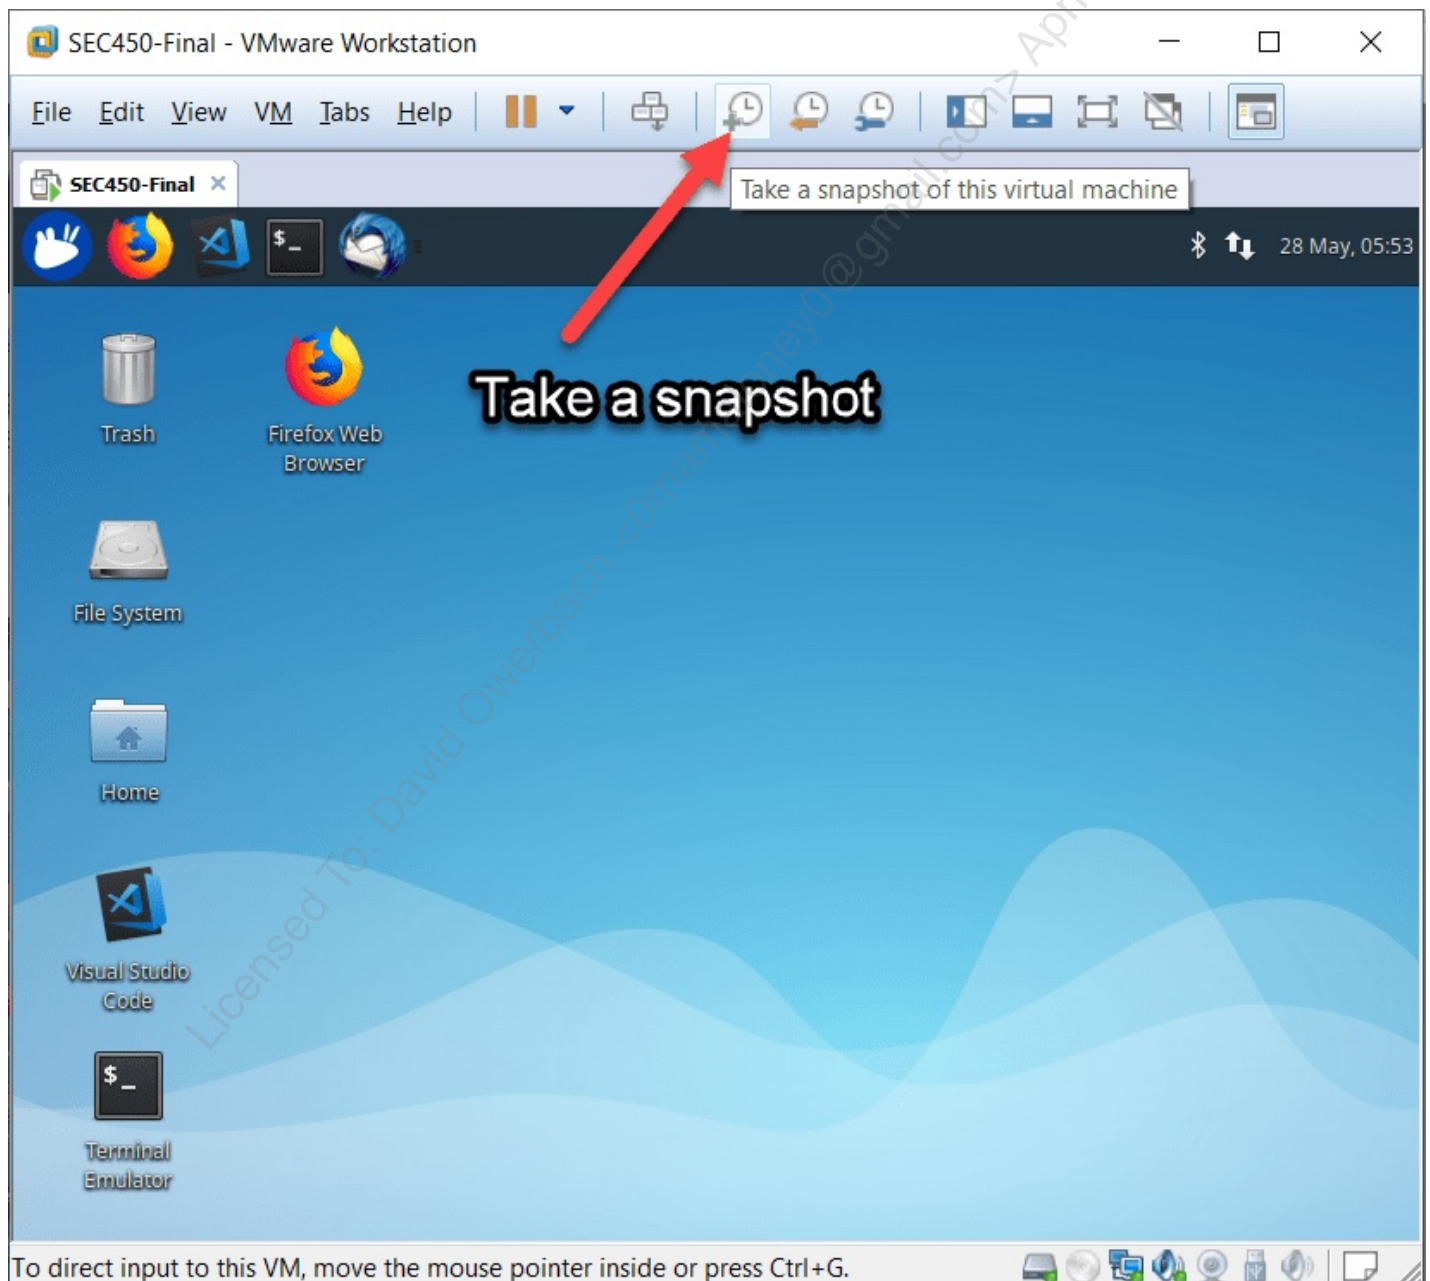 SEC450-Final - VMware Workstation
File Edit View VM Tabs Help
Take a snapshot of this virtual machine
SEC450-Final
$_
28 May, 05:53
Take a snapshot
Trash
Firefox Web
Browser
File System
Home
Visual Studio
Code
$_
Terminal
Emulator
To direct input to this VM, move the mouse pointer inside or press Ctrl+G.